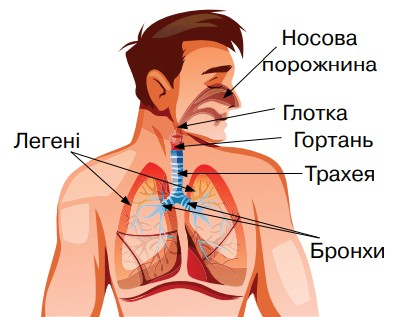 Носова
порожнина
Глотка
Гортань
Легені
Трахея
Бронхи